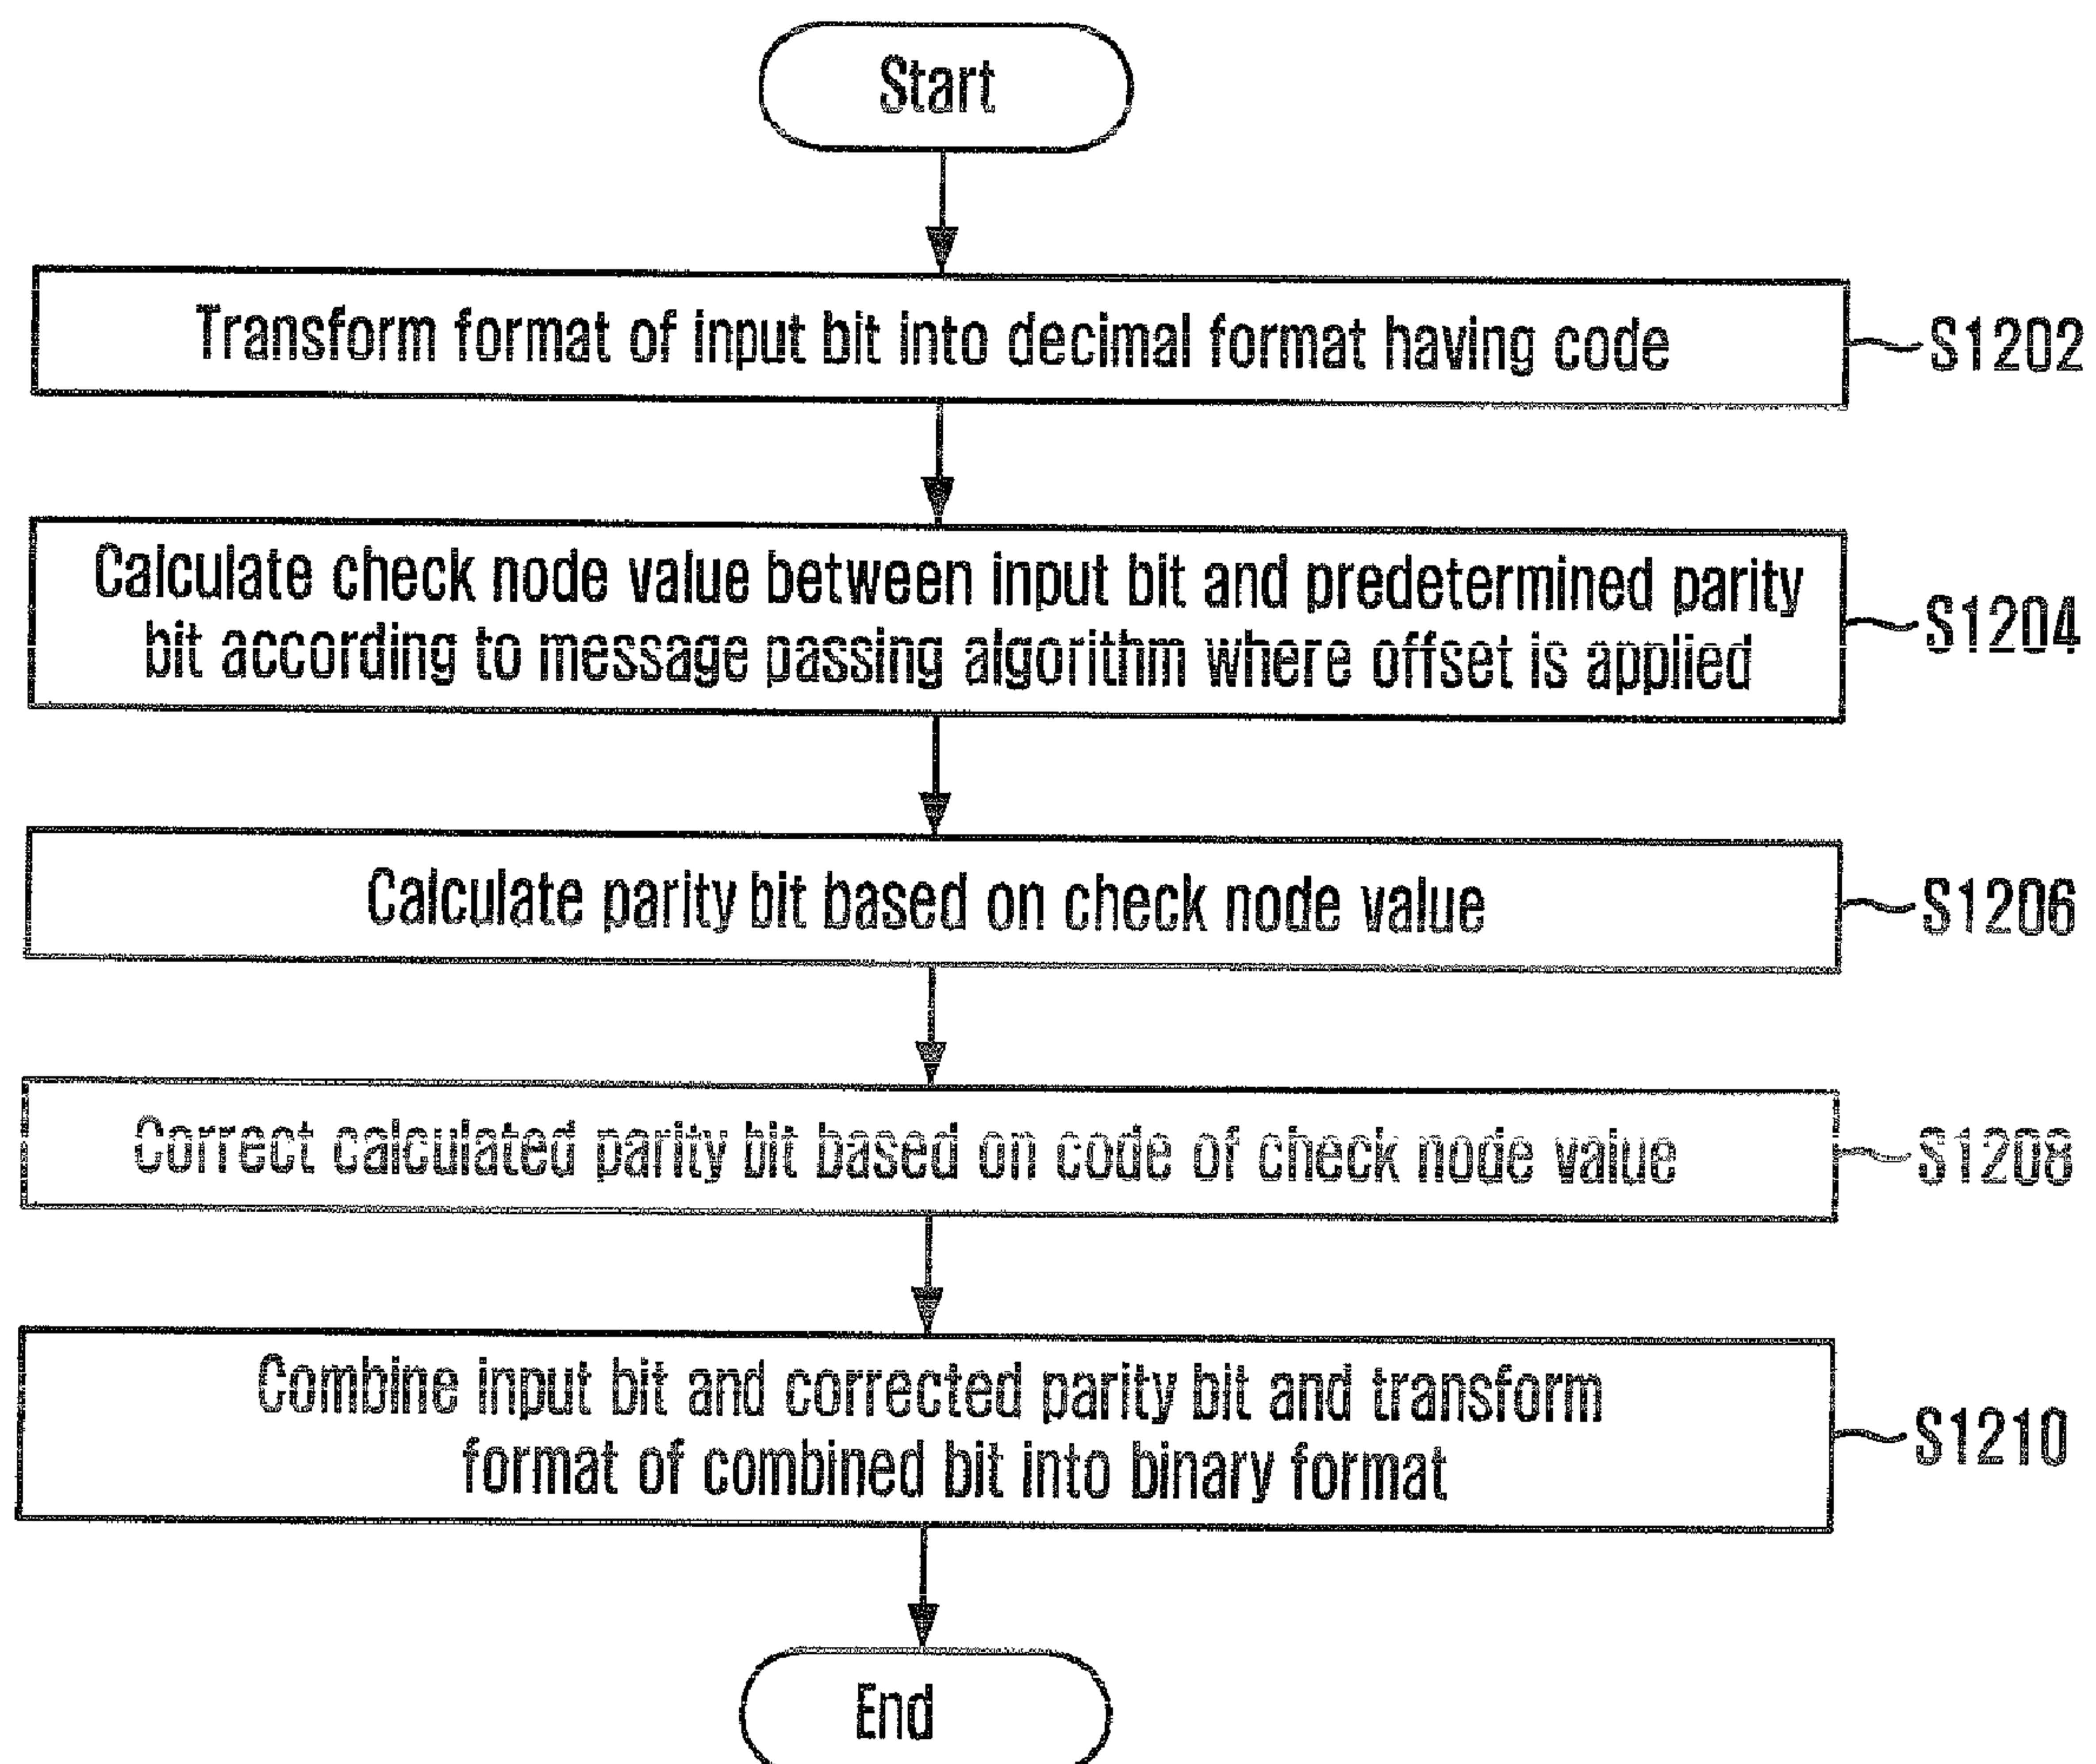 Start
Transform format of input bit into decimal format having code
S1202
Calculate check node value between input bit and predetermined parity
bit according to message passing algorithm where offset is applied
S1204
Calculate parity bit based on check node value
S1206
Correct calculated parity bit based on code of check node value
S1208
Combine input bit and corrected parity bit and transform
format of combined bit into binary format
S1210
End